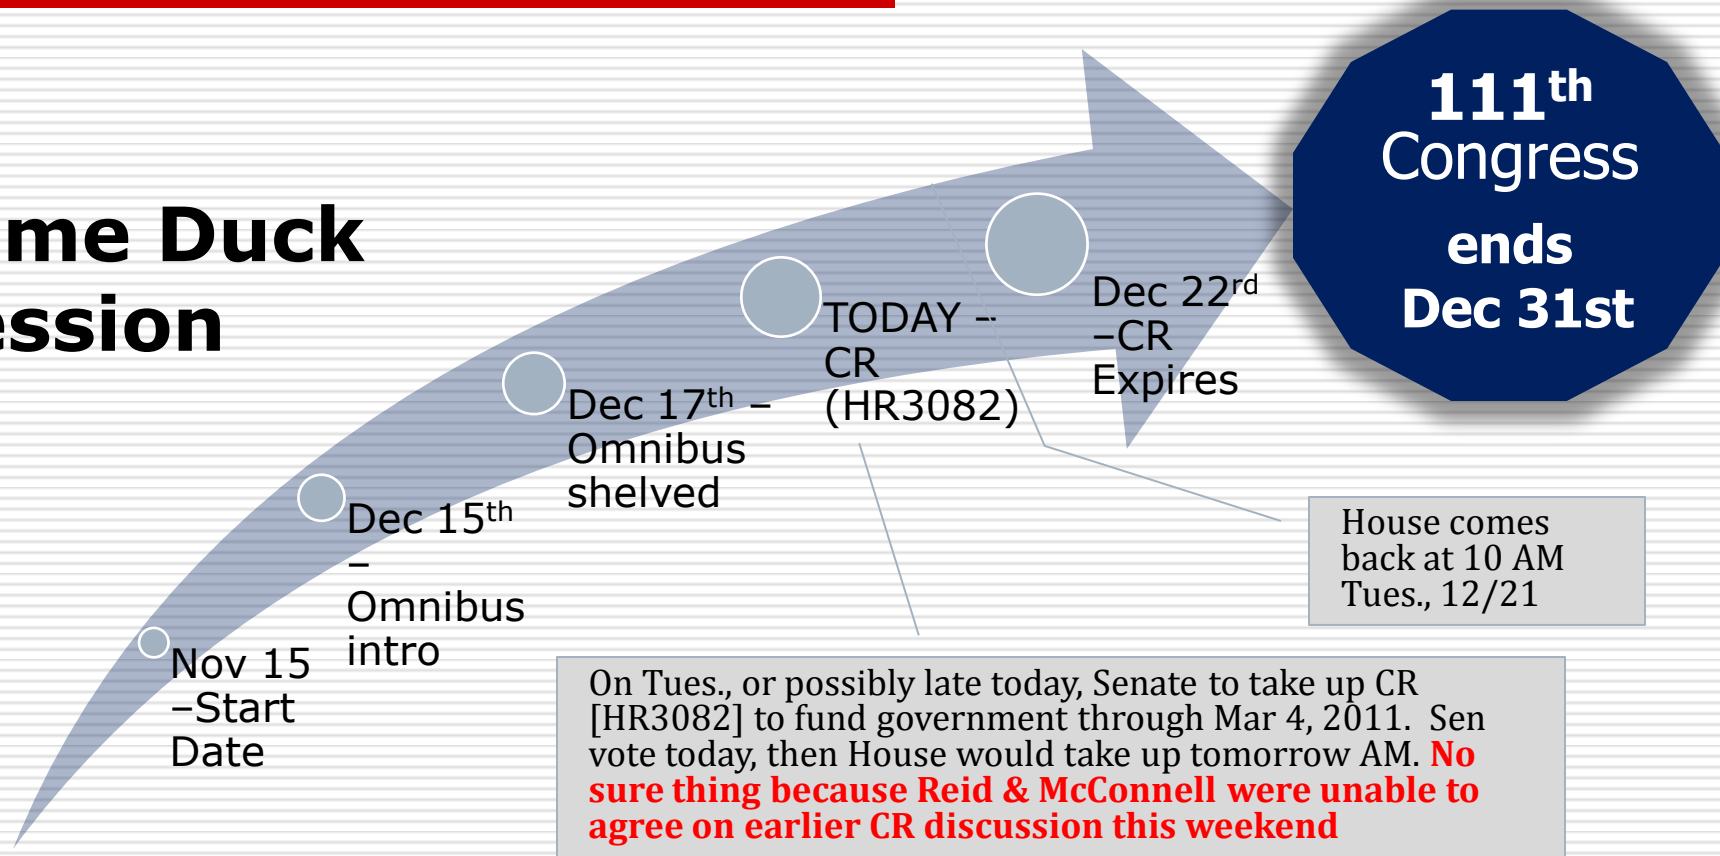 me Duck
ession
111th
Congress
ends
Dec 31st
Nov 15
–Start
Date
Dec 15th
–
Omnibus
intro
Dec 17th –
Omnibus
shelved
TODAY –
CR
(HR3082)
Dec 22rd
–CR
Expires
House comes
back at 10 AM
Tues., 12/21
On Tues., or possibly late today, Senate to take up CR
[HR3082] to fund government through Mar 4, 2011.  Sen
vote today, then House would take up tomorrow AM. No
sure thing because Reid & McConnell were unable to
agree on earlier CR discussion this weekend